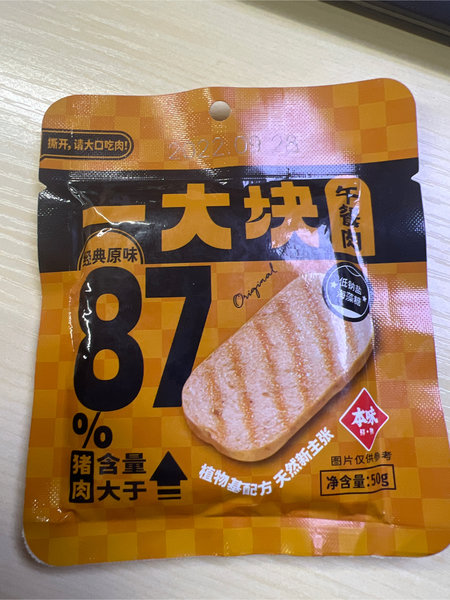 撕开,请大口吃肉!
2022 09 28
一大块
午餐肉
经典原味
Original
低钠盐
海藻糖
87
%
猪肉
含量
大于
本味
植物基配方 天然新主张
图片仅供参考
净含量:50g